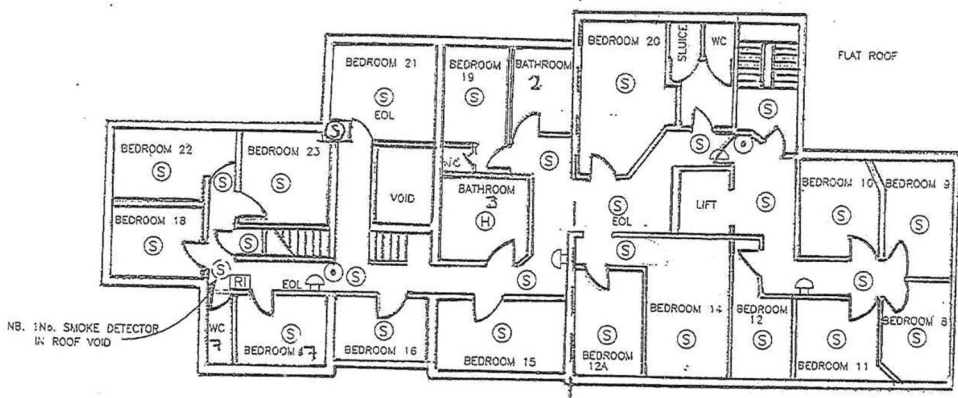 BEDROOM 20
SLUICE
WC
FLAT ROOF
BEDROOM 21
S
EOL
BEDROOM
19
S
BATHROOM
2
S
S
S
S
S
BEDROOM 22
S
BEDROOM 23
S
S
WC
VOID
BATHROOM
3
H
S
S
EOL
LIFT
S
BEDROOM 10
S
BEDROOM 9
S
BEDROOM 18
S
S
S
S
RI
EOL
S
S
S
NB. 1No. SMOKE DETECTOR
IN ROOF VOID
WC
7
S
BEDROOM 17
S
BEDROOM 16
S
BEDROOM 15
S
BEDROOM
12A
BEDROOM 14
S
BEDROOM
12
S
S
BEDROOM 11
BEDROOM 8
S